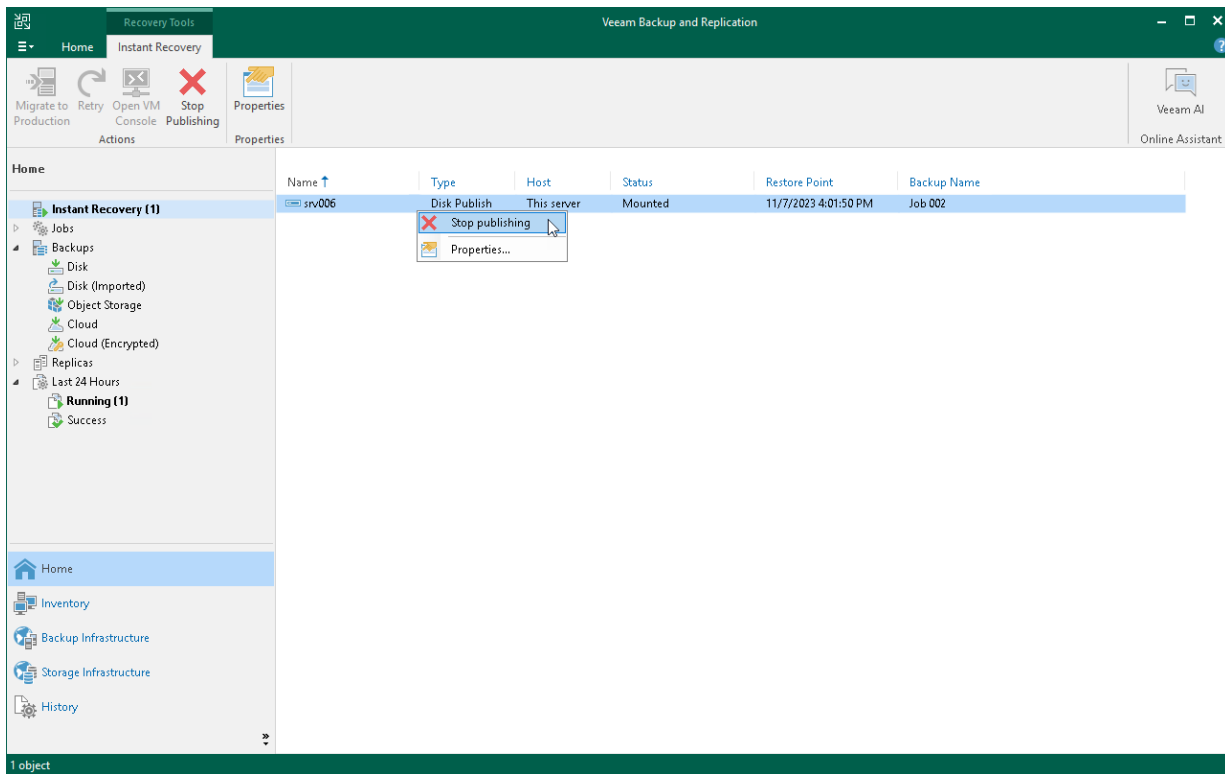 Recovery Tools
Veeam Backup and Replication
Home
Instant Recovery
Migrate to
Production
Retry
Open VM
Console
Stop
Publishing
Properties
Veeam AI
Actions
Properties
Online Assistant
Home
Name
Type
Host
Status
Restore Point
Backup Name
srv006
Disk Publish
This server
Mounted
11/7/2023 4:01:50 PM
Job 002
Stop publishing
Properties...
Instant Recovery (1)
Jobs
Backups
Disk
Disk (Imported)
Object Storage
Cloud
Cloud (Encrypted)
Replicas
Last 24 Hours
Running (1)
Success
Home
Inventory
Backup Infrastructure
Storage Infrastructure
History
1 object